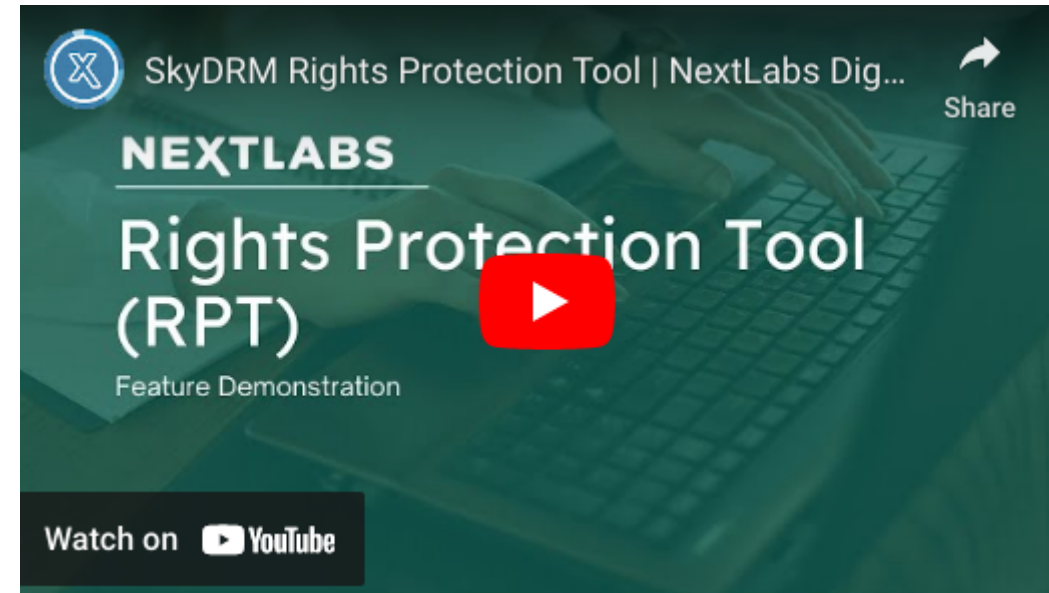 SkyDRM Rights Protection Tool | NextLabs Dig...
Share
NEXTLABS
Rights Protection Tool
(RPT)
Feature Demonstration
Watch on YouTube